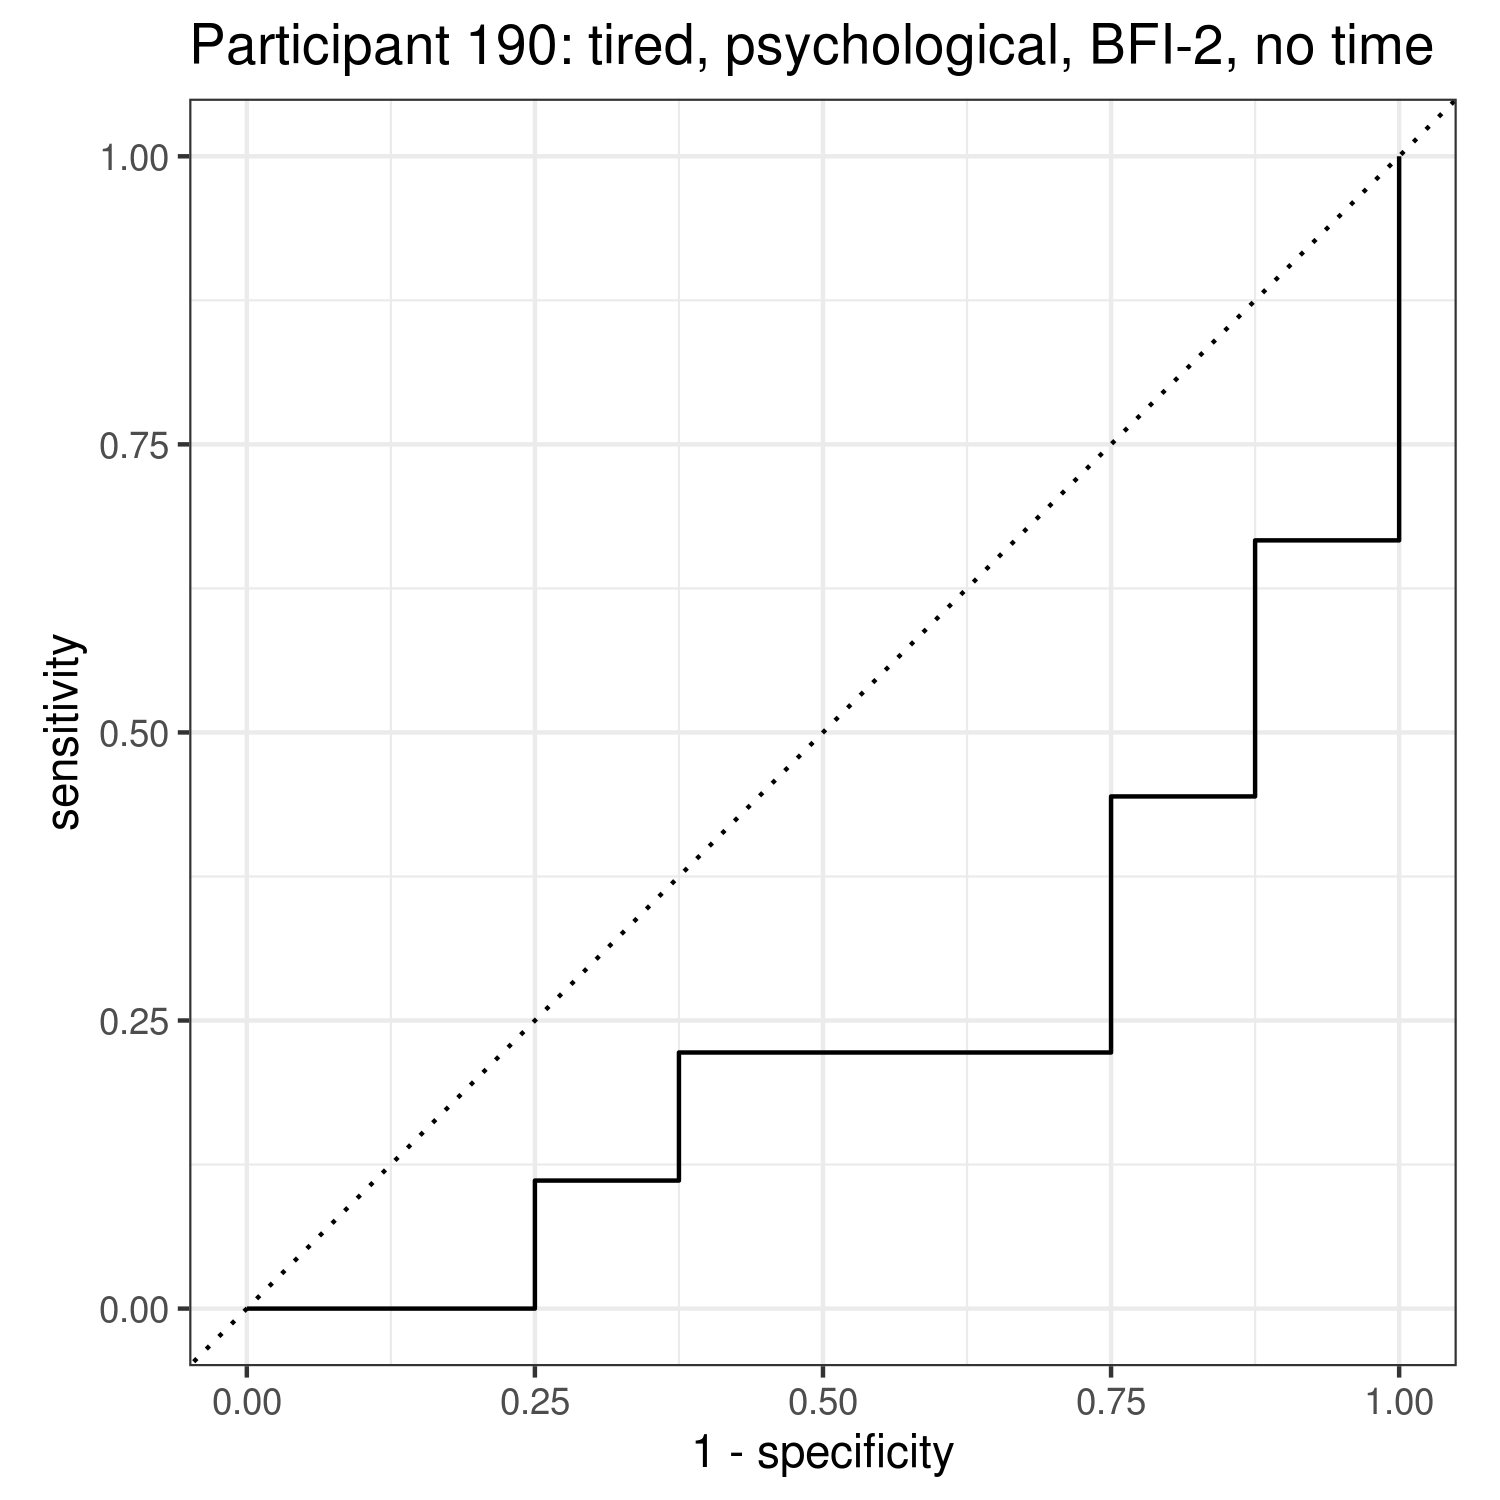 Participant 190: tired, psychological, BFI-2, no time
1.00
0.75
0.50
0.25
0.00
sensitivity
0.00 0.25 0.50 0.75 1.00
1 - specificity